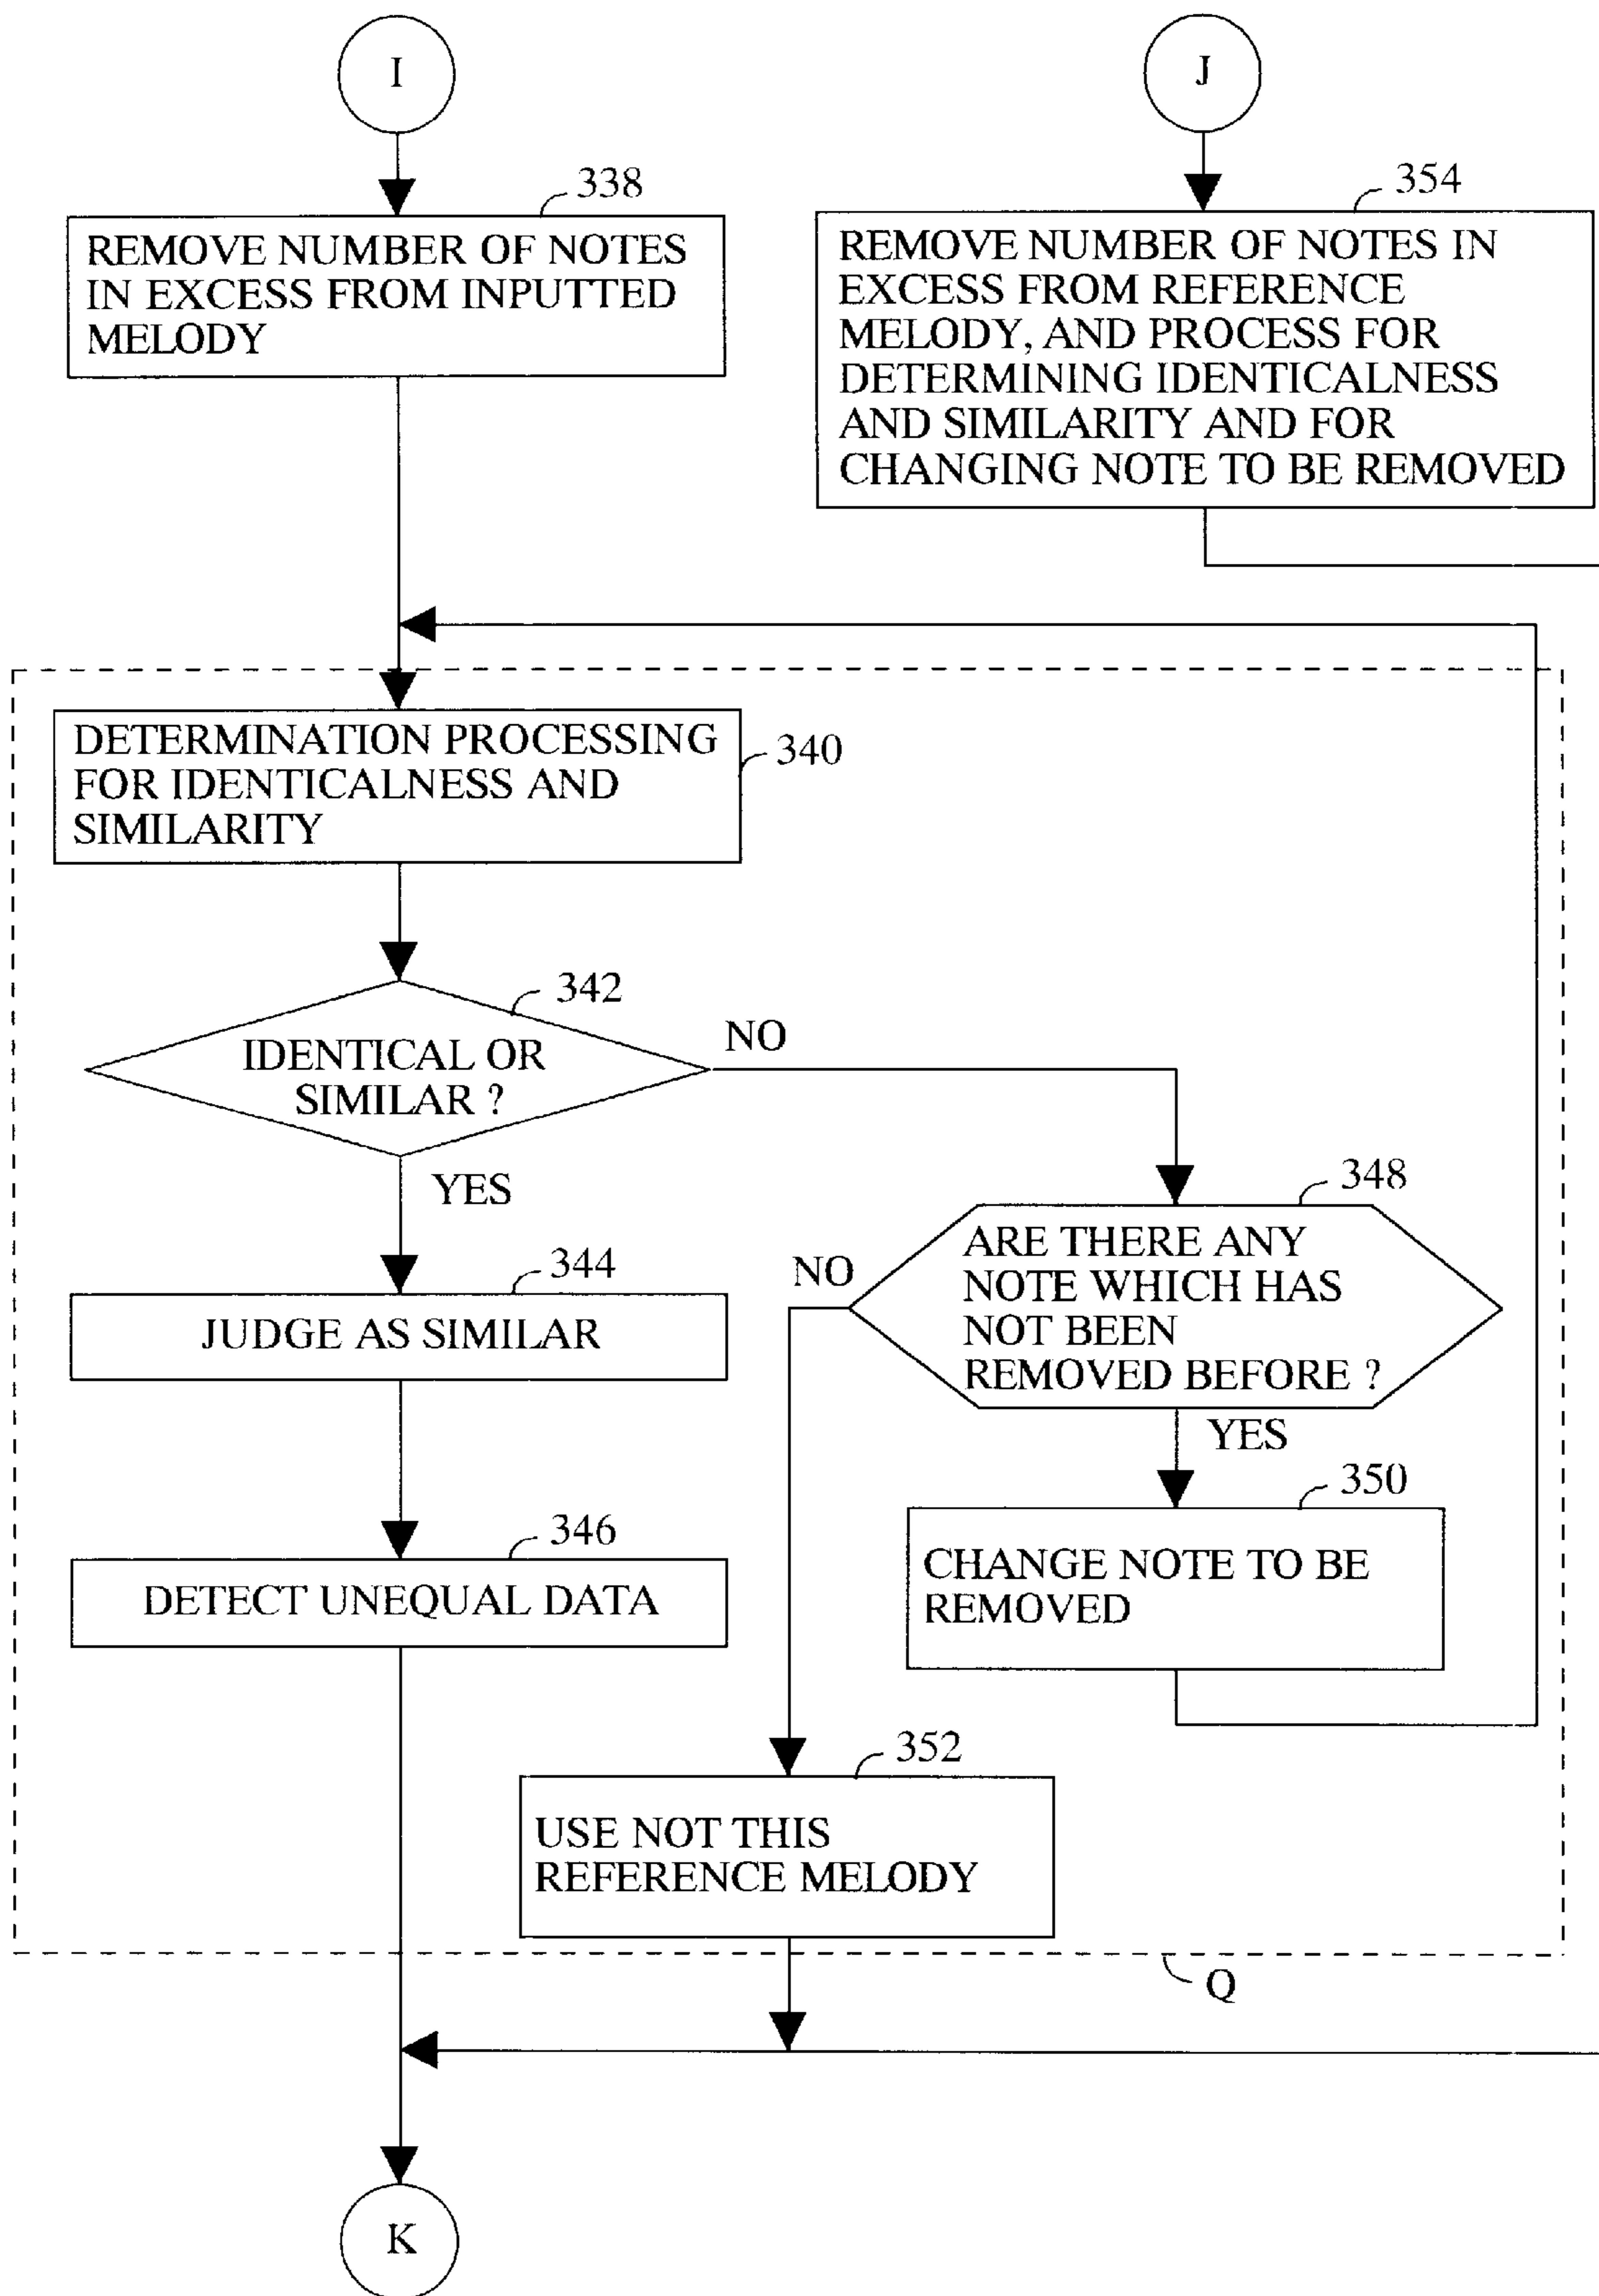 I
J
338
REMOVE NUMBER OF NOTES
IN EXCESS FROM INPUTTED
MELODY
354
REMOVE NUMBER OF NOTES IN
EXCESS FROM REFERENCE
MELODY, AND PROCESS FOR
DETERMINING IDENTICALNESS
AND SIMILARITY AND FOR
CHANGING NOTE TO BE REMOVED
DETERMINATION PROCESSING
FOR IDENTICALNESS AND
SIMILARITY
340
342
IDENTICAL OR
SIMILAR ?
NO
YES
344
JUDGE AS SIMILAR
346
DETECT UNEQUAL DATA
348
ARE THERE ANY
NOTE WHICH HAS
NOT BEEN
REMOVED BEFORE ?
NO
YES
350
CHANGE NOTE TO BE
REMOVED
352
USE NOT THIS
REFERENCE MELODY
Q
K